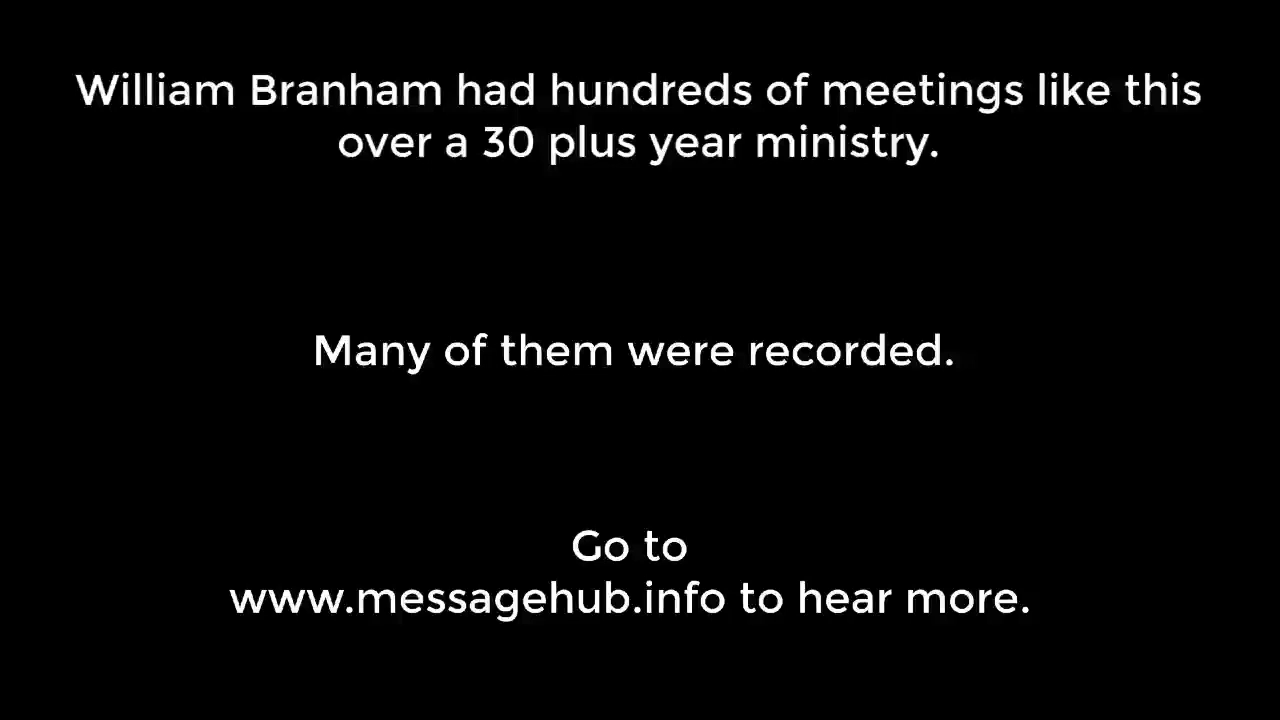 William Branham had hundreds of meetings like this
over a 30 plus year ministry.
Many of them were recorded.
Go to
www.messagehub.info to hear more.